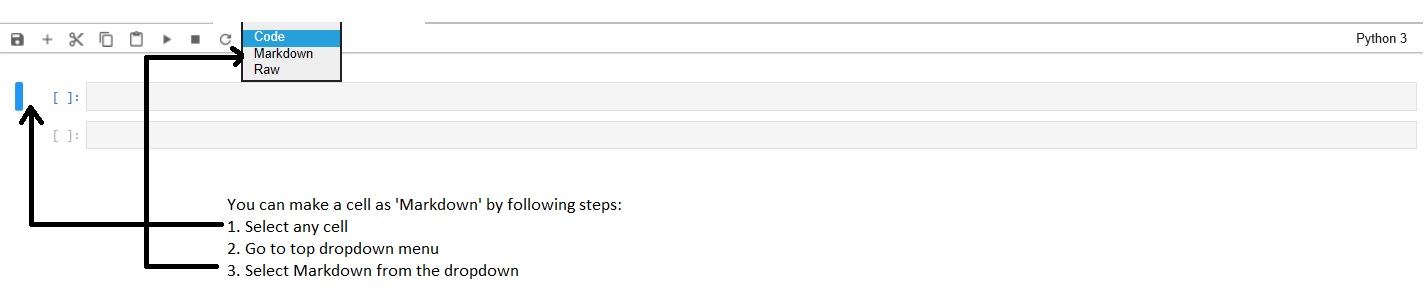 Code
Python 3
Markdown
Raw
[ ]:
[ ]:
You can make a cell as 'Markdown' by following steps:
1. Select any cell
2. Go to top dropdown menu
3. Select Markdown from the dropdown